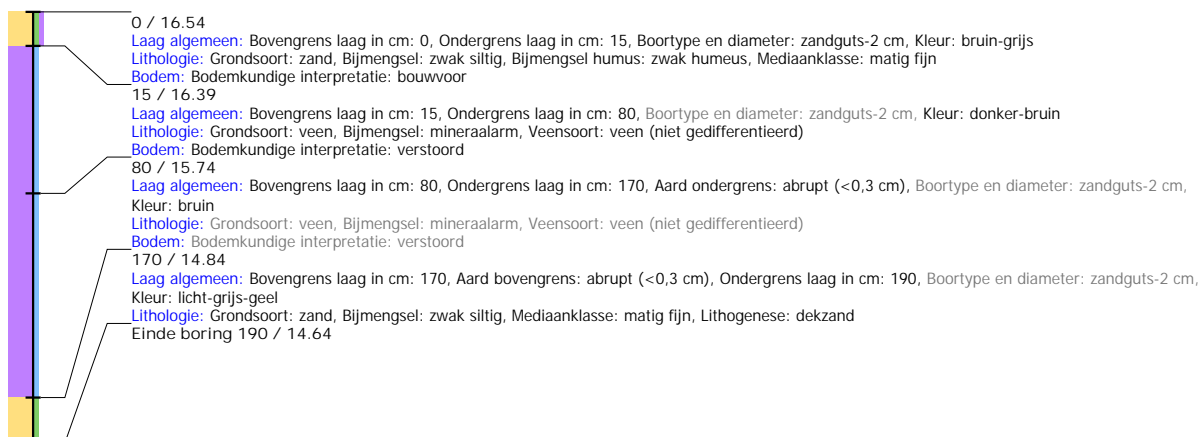 0 / 16.54
Laag algemeen: Bovengrens laag in cm: 0, Ondergrens laag in cm: 15, Boortype en diameter: zandguts-2 cm, Kleur: bruin-grijs
Lithologie: Grondsoort: zand, Bijmengsel: zwak siltig, Bijmengsel humus: zwak humeus, Mediaanklasse: matig fijn
Bodem: Bodemkundige interpretatie: bouwvoor
15 / 16.39
Laag algemeen: Bovengrens laag in cm: 15, Ondergrens laag in cm: 80, Boortype en diameter: zandguts-2 cm, Kleur: donker-bruin
Lithologie: Grondsoort: veen, Bijmengsel: mineraalarm, Veensoort: veen (niet gedifferentieerd)
Bodem: Bodemkundige interpretatie: verstoord
80 / 15.74
Laag algemeen: Bovengrens laag in cm: 80, Ondergrens laag in cm: 170, Aard ondergrens: abrupt (<0,3 cm), Boortype en diameter: zandguts-2 cm,
Kleur: bruin
Lithologie: Grondsoort: veen, Bijmengsel: mineraalarm, Veensoort: veen (niet gedifferentieerd)
Bodem: Bodemkundige interpretatie: verstoord
170 / 14.84
Laag algemeen: Bovengrens laag in cm: 170, Aard bovengrens: abrupt (<0,3 cm), Ondergrens laag in cm: 190, Boortype en diameter: zandguts-2 cm,
Kleur: licht-grijs-geel
Lithologie: Grondsoort: zand, Bijmengsel: zwak siltig, Mediaanklasse: matig fijn, Lithogenese: dekzand
Einde boring 190 / 14.64